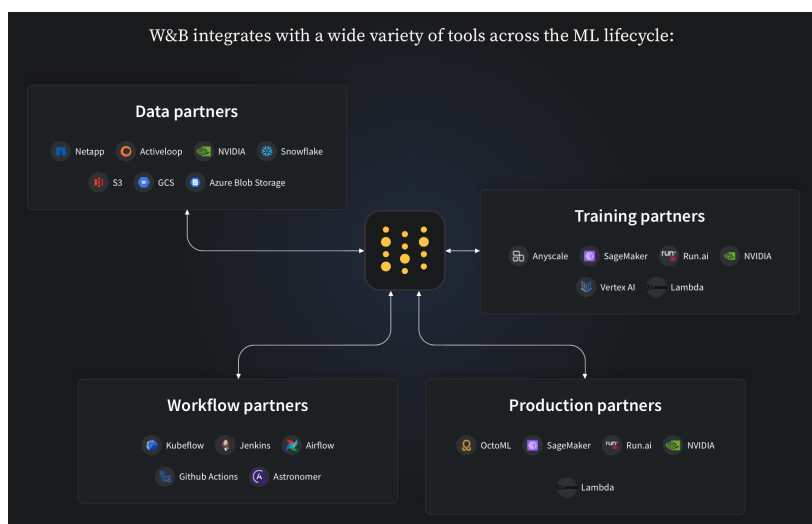 W&B integrates with a wide variety of tools across the ML lifecycle:
Data partners
Netapp Activeloop NVIDIA Snowflake
S3 GCS Azure Blob Storage
Training partners
Anyscale SageMaker Run.ai NVIDIA
Vertex AI Lambda
Workflow partners
Kubeflow Jenkins Airflow
Github Actions Astronomer
Production partners
OctoML SageMaker Run.ai NVIDIA
Lambda